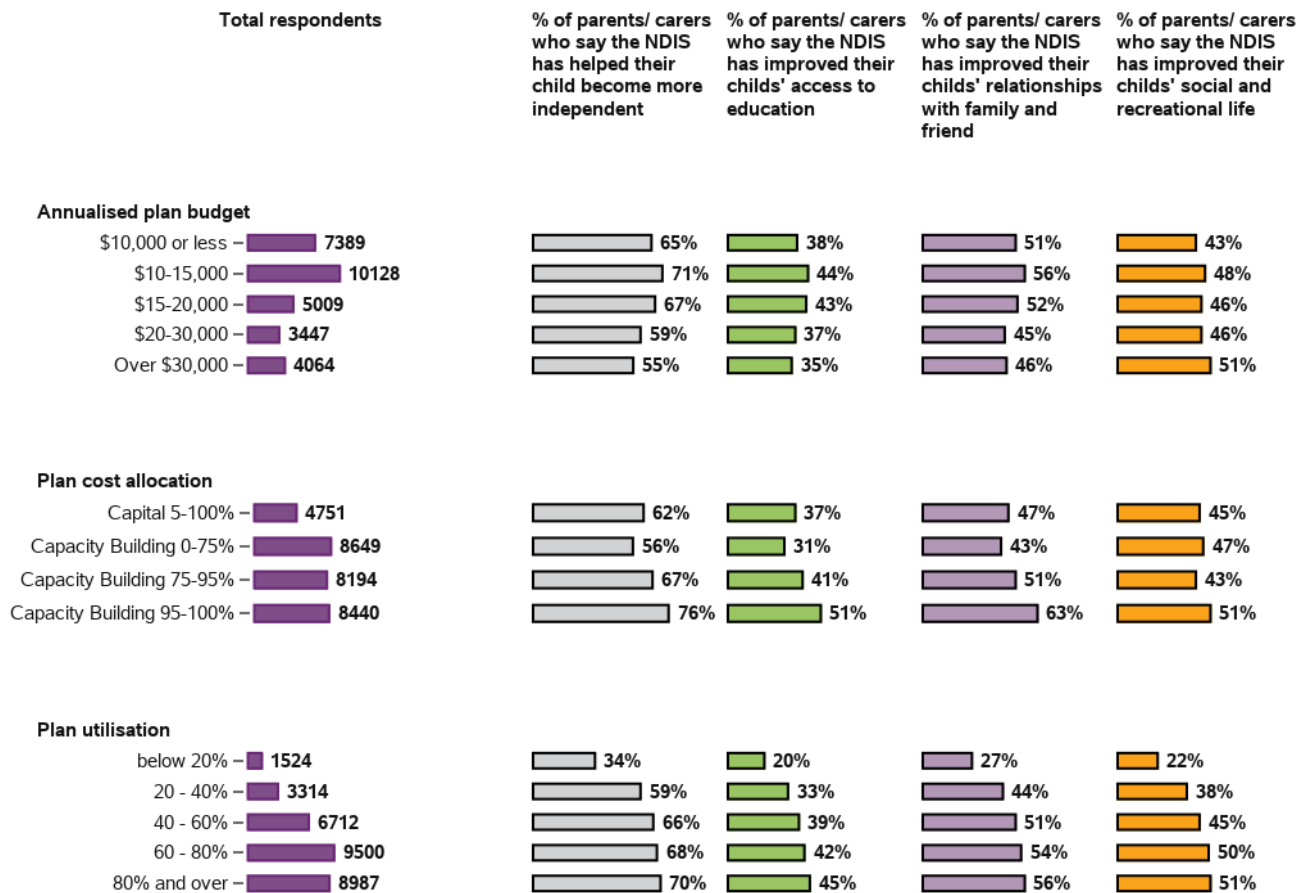 Total respondents
% of parents/ carers who say the NDIS has helped their child become more independent
% of parents/ carers who say the NDIS has improved their childs' access to education
% of parents/ carers who say the NDIS has improved their childs' relationships with family and friend
% of parents/ carers who say the NDIS has improved their childs' social and recreational life
Annualised plan budget
$10,000 or less 7389 65% 38% 51% 43%
$10-15,000 10128 71% 44% 56% 48%
$15-20,000 5009 67% 43% 52% 46%
$20-30,000 3447 59% 37% 45% 46%
Over $30,000 4064 55% 35% 46% 51%
Plan cost allocation
Capital 5-100% 4751 62% 37% 47% 45%
Capacity Building 0-75% 8649 56% 31% 43% 47%
Capacity Building 75-95% 8194 67% 41% 51% 43%
Capacity Building 95-100% 8440 76% 51% 63% 51%
Plan utilisation
below 20% 1524 34% 20% 27% 22%
20 - 40% 3314 59% 33% 44% 38%
40 - 60% 6712 66% 39% 51% 45%
60 - 80% 9500 68% 42% 54% 50%
80% and over 8987 70% 45% 56% 51%